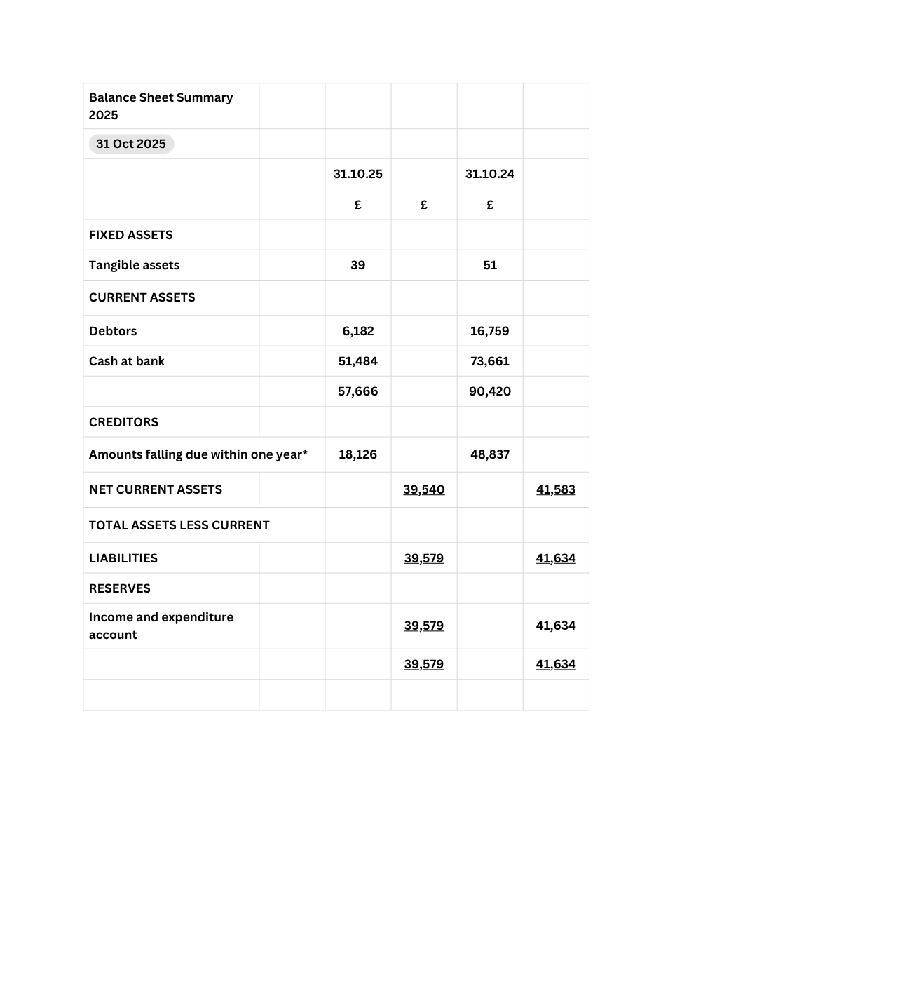 Balance Sheet Summary
2025
31 Oct 2025
31.10.25 31.10.24
£ £ £
FIXED ASSETS
Tangible assets 39 51
CURRENT ASSETS
Debtors 6,182 16,759
Cash at bank 51,484 73,661
57,666 90,420
CREDITORS
Amounts falling due within one year* 18,126 48,837
NET CURRENT ASSETS 39,540 41,583
TOTAL ASSETS LESS CURRENT
LIABILITIES 39,579 41,634
RESERVES
Income and expenditure
account 39,579 41,634
39,579 41,634